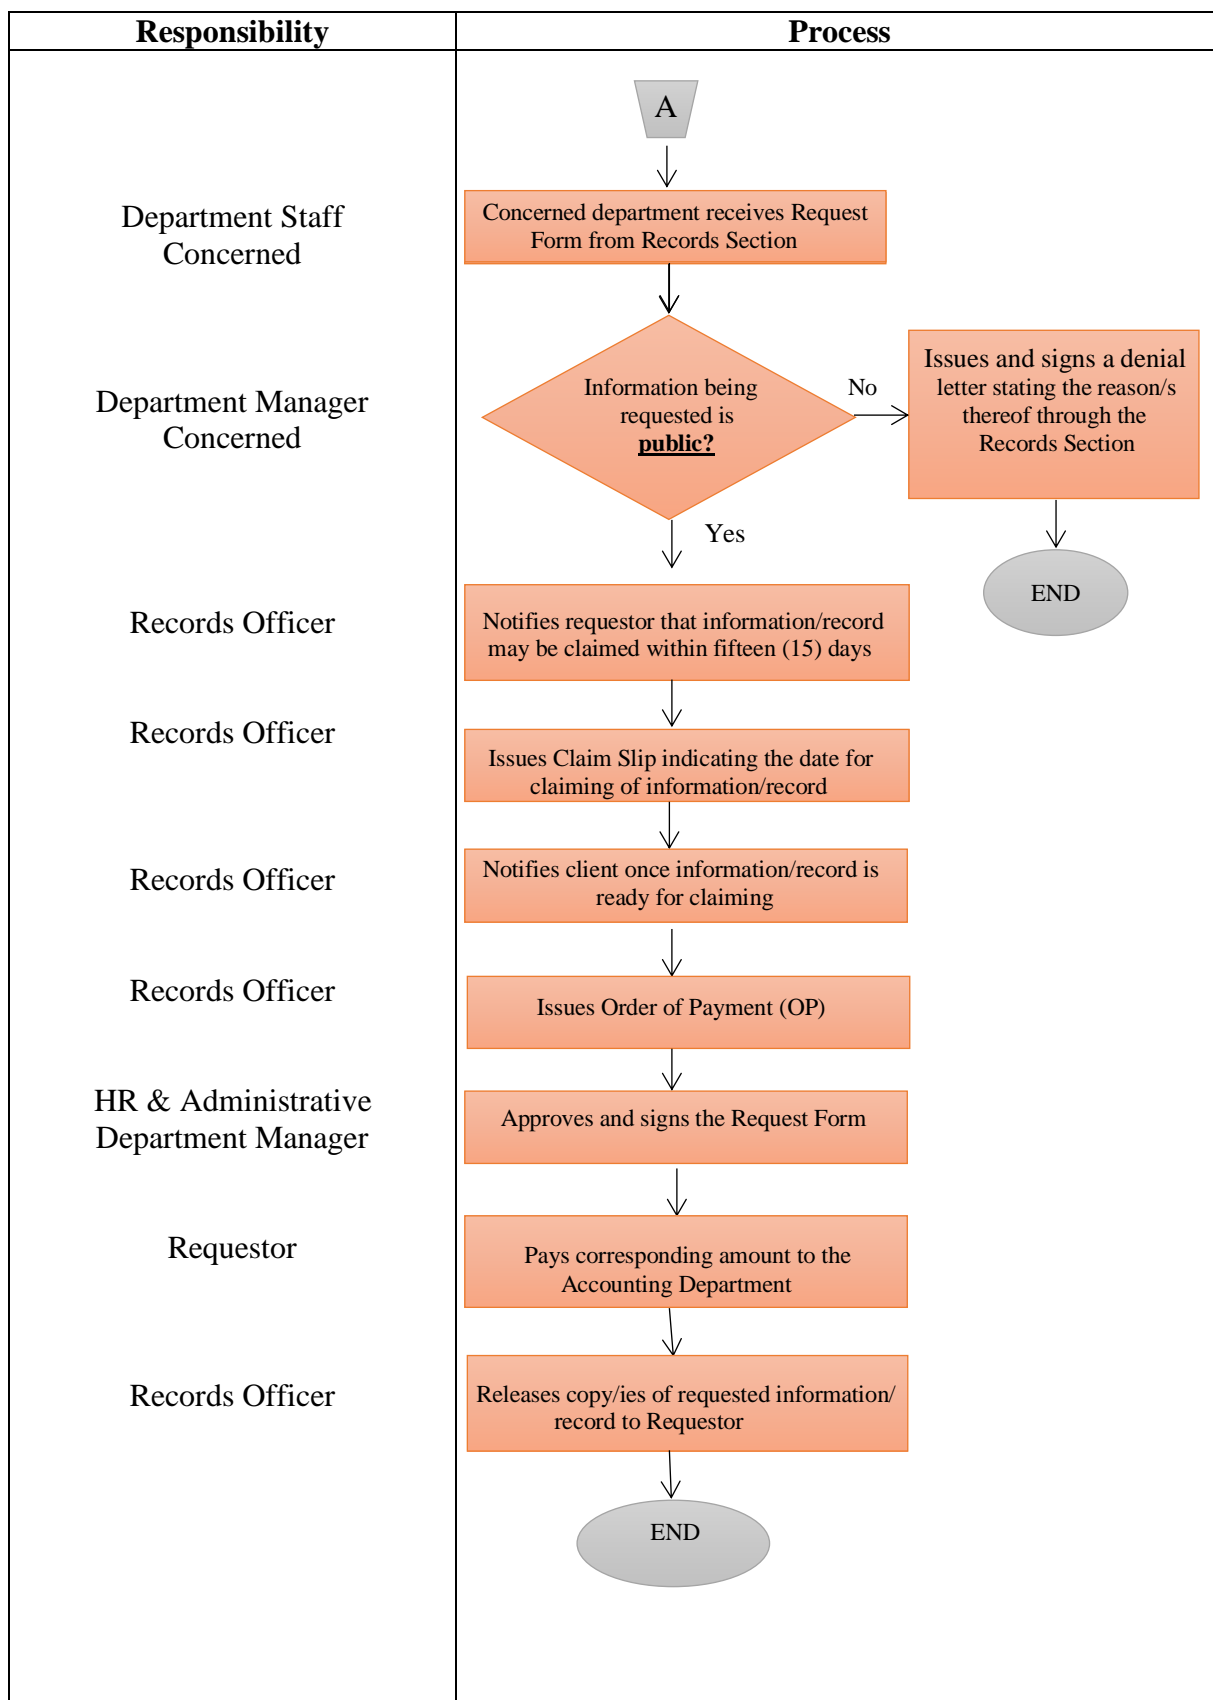 Responsibility
Process
A
Department Staff
Concerned
Concerned department receives Request
Form from Records Section
Department Manager
Concerned
Information being
requested is
public?
No
Issues and signs a denial
letter stating the reason/s
thereof through the
Records Section
Yes
END
Records Officer
Notifies requestor that information/record
may be claimed within fifteen (15) days
Records Officer
Issues Claim Slip indicating the date for
claiming of information/record
Records Officer
Notifies client once information/record is
ready for claiming
Records Officer
Issues Order of Payment (OP)
HR & Administrative
Department Manager
Approves and signs the Request Form
Requestor
Pays corresponding amount to the
Accounting Department
Records Officer
Releases copy/ies of requested information/
record to Requestor
END